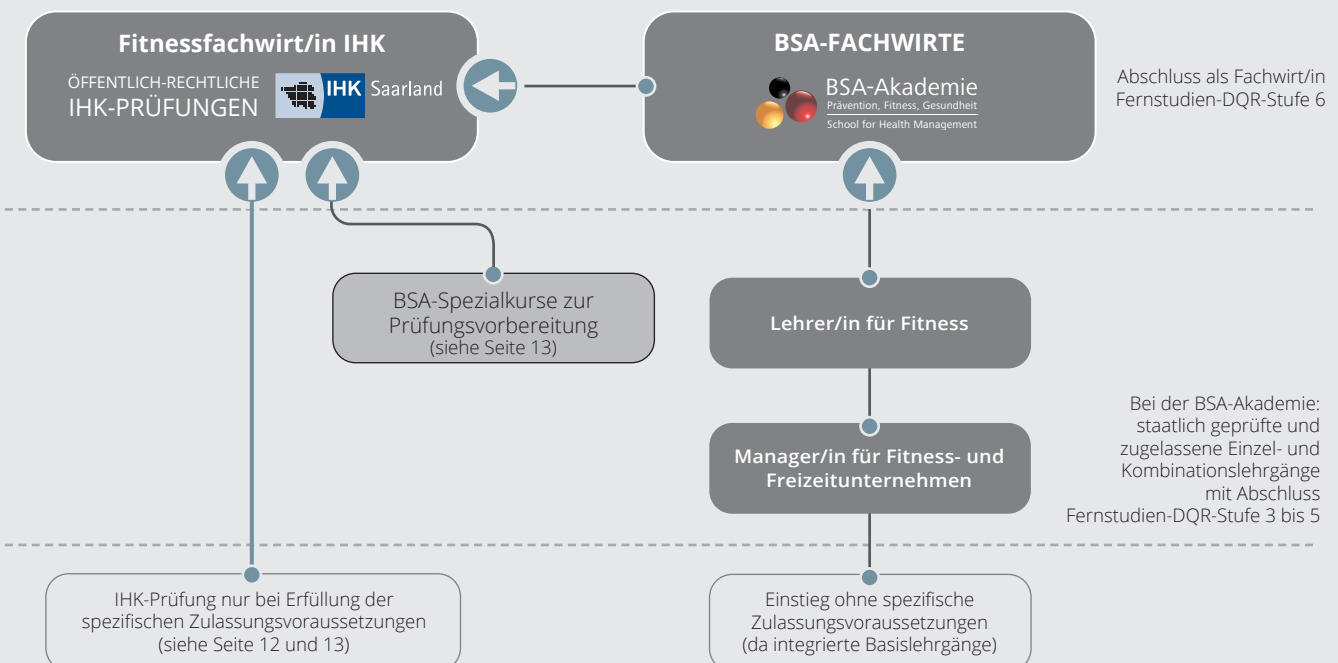 Fitnessfachwirt/in IHK
ÖFFENTLICH-RECHTLICHE
IHK-PRÜFUNGEN
IHK Saarland
BSA-FACHWIRTE
BSA-Akademie
Prävention, Fitness, Gesundheit
School for Health Management
Abschluss als Fachwirt/in
Fernstudien-DQR-Stufe 6
BSA-Spezialkurse zur
Prüfungsvorbereitung
(siehe Seite 13)
Lehrer/in für Fitness
Manager/in für Fitness- und
Freizeitunternehmen
Bei der BSA-Akademie:
staatlich geprüfte und
zugelassene Einzel- und
Kombinationslehrgänge
mit Abschluss
Fernstudien-DQR-Stufe 3 bis 5
IHK-Prüfung nur bei Erfüllung der
spezifischen Zulassungsvoraussetzungen
(siehe Seite 12 und 13)
Einstieg ohne spezifische
Zulassungsvoraussetzungen
(da integrierte Basislehrgänge)